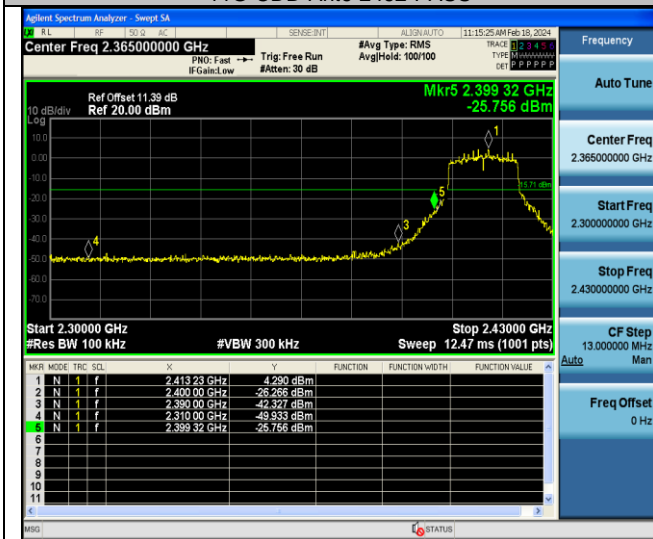 Agilent Spectrum Analyzer - Swept SA
RL RF 50 Ω AC SENSE:INT ALIGN AUTO 11:15:25 AM Feb 18, 2024
Center Freq 2.365000000 GHz
PNO: Fast Trig: Free Run
IFGain:Low #Atten: 30 dB
#Avg Type: RMS
Avg|Hold: 100/100
TRACE 1 2 3 4 5 6
TYPE M
DET P P P P P P
Frequency
Auto Tune
Center Freq
2.365000000 GHz
Start Freq
2.300000000 GHz
Stop Freq
2.430000000 GHz
CF Step
13.000000 MHz
Auto Man
Freq Offset
0 Hz
Mkr5 2.399 32 GHz
-25.756 dBm
Ref Offset 11.39 dB
10 dB/div Ref 20.00 dBm
Log
10.0
0.00
-10.0
-20.0
-30.0
-40.0
-50.0
-60.0
-70.0
1
5
3
4
-15.71 dBm
Start 2.30000 GHz Stop 2.43000 GHz
#Res BW 100 kHz #VBW 300 kHz Sweep 12.47 ms (1001 pts)
MKR MODE TRC SCL X Y FUNCTION FUNCTION WIDTH FUNCTION VALUE
1 N 1 f 2.413 23 GHz 4.290 dBm
2 N 1 f 2.400 00 GHz -26.266 dBm
3 N 1 f 2.390 00 GHz -42.327 dBm
4 N 1 f 2.310 00 GHz -49.933 dBm
5 N 1 f 2.399 32 GHz -25.756 dBm
6
7
8
9
10
11
MSG STATUS